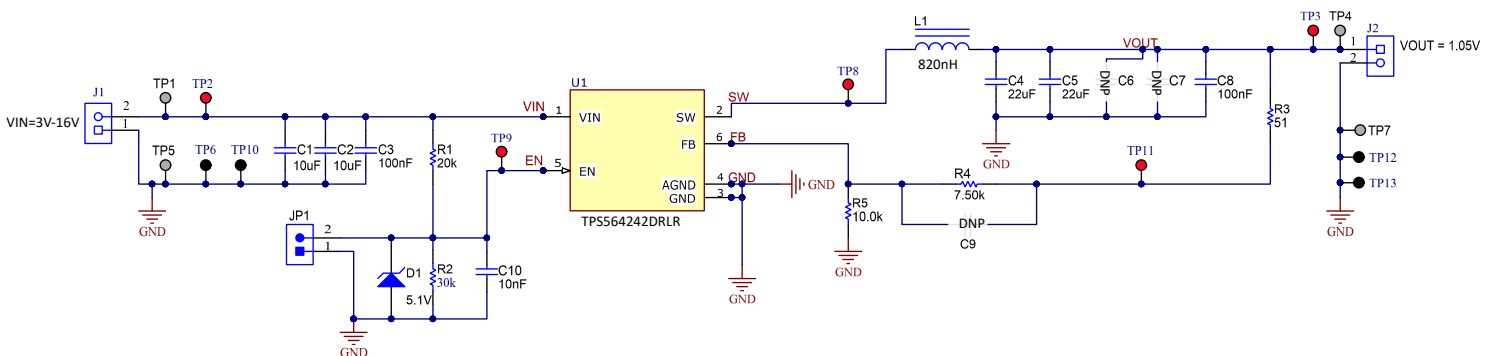 J1
VIN=3V-16V
2
1
TP1
TP2
TP5
TP6
TP10
GND
C1
10uF
C2
10uF
C3
100nF
R1
20k
JP1
2
1
D1
5.1V
R2
30k
C10
10nF
GND
TP9
VIN
EN
U1
1
VIN
5
EN
SW
2
FB
6
AGND
4
GND
3
TPS564242DRLR
SW
FB
GND
GND
GND
TP8
L1
820nH
VOUT
C4
22uF
C5
22uF
DNP
C6
DNP
C7
C8
100nF
GND
R3
51
R4
7.50k
R5
10.0k
GND
DNP
C9
TP11
TP3
TP4
J2
1
2
VOUT = 1.05V
TP7
TP12
TP13
GND